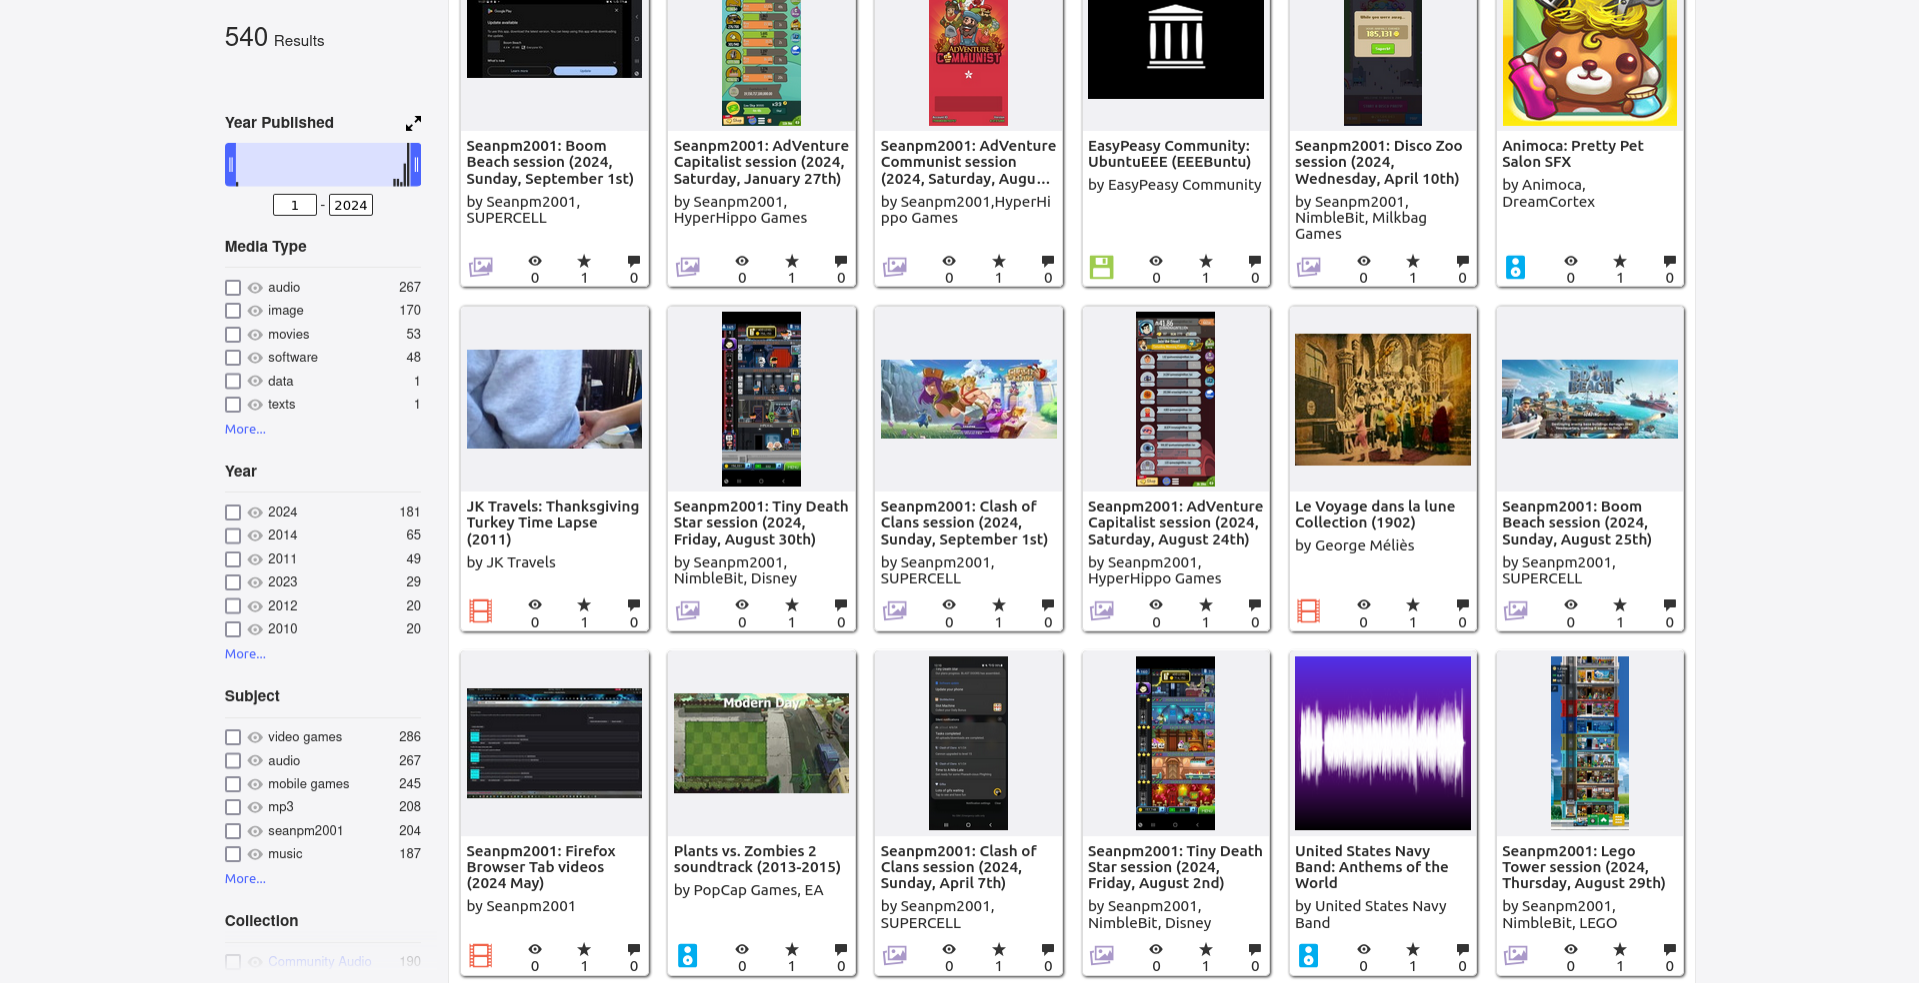 540 Results
Year Published
1 - 2024
Media Type
audio 267
image 170
movies 53
software 48
data 1
texts 1
More...
Year
2024 181
2014 65
2011 49
2023 29
2012 20
2010 20
More...
Subject
video games 286
audio 267
mobile games 245
mp3 208
seanpm2001 204
music 187
More...
Collection
Community Audio 190
Google Play
Update available
Seanpm2001: Boom
Beach session (2024,
Sunday, September 1st)
by Seanpm2001,
SUPERCELL
0 1 0
Seanpm2001: AdVenture
Capitalist session (2024,
Saturday, January 27th)
by Seanpm2001,
HyperHippo Games
0 1 0
ADVENTURE
COMMUNIST
Seanpm2001: AdVenture
Communist session
(2024, Saturday, Augu...
by Seanpm2001,HyperHi
ppo Games
0 1 0
EasyPeasy Community:
UbuntuEEE (EEEBuntu)
by EasyPeasy Community
0 1 0
While you were away...
185,131
Seanpm2001: Disco Zoo
session (2024,
Wednesday, April 10th)
by Seanpm2001,
NimbleBit, Milkbag
Games
0 1 0
Animoca: Pretty Pet
Salon SFX
by Animoca,
DreamCortex
0 1 0
JK Travels: Thanksgiving
Turkey Time Lapse
(2011)
by JK Travels
0 1 0
Seanpm2001: Tiny Death
Star session (2024,
Friday, August 30th)
by Seanpm2001,
NimbleBit, Disney
0 1 0
Seanpm2001: Clash of
Clans session (2024,
Sunday, September 1st)
by Seanpm2001,
SUPERCELL
0 1 0
Seanpm2001: AdVenture
Capitalist session (2024,
Saturday, August 24th)
by Seanpm2001,
HyperHippo Games
0 1 0
Le Voyage dans la lune
Collection (1902)
by George Méliès
0 1 0
Seanpm2001: Boom
Beach session (2024,
Sunday, August 25th)
by Seanpm2001,
SUPERCELL
0 1 0
Seanpm2001: Firefox
Browser Tab videos
(2024 May)
by Seanpm2001
0 1 0
Modern Day
Plants vs. Zombies 2
soundtrack (2013-2015)
by PopCap Games, EA
0 1 0
Seanpm2001: Clash of
Clans session (2024,
Sunday, April 7th)
by Seanpm2001,
SUPERCELL
0 1 0
Seanpm2001: Tiny Death
Star session (2024,
Friday, August 2nd)
by Seanpm2001,
NimbleBit, Disney
0 1 0
United States Navy
Band: Anthems of the
World
by United States Navy
Band
0 1 0
Seanpm2001: Lego
Tower session (2024,
Thursday, August 29th)
by Seanpm2001,
NimbleBit, LEGO
0 1 0